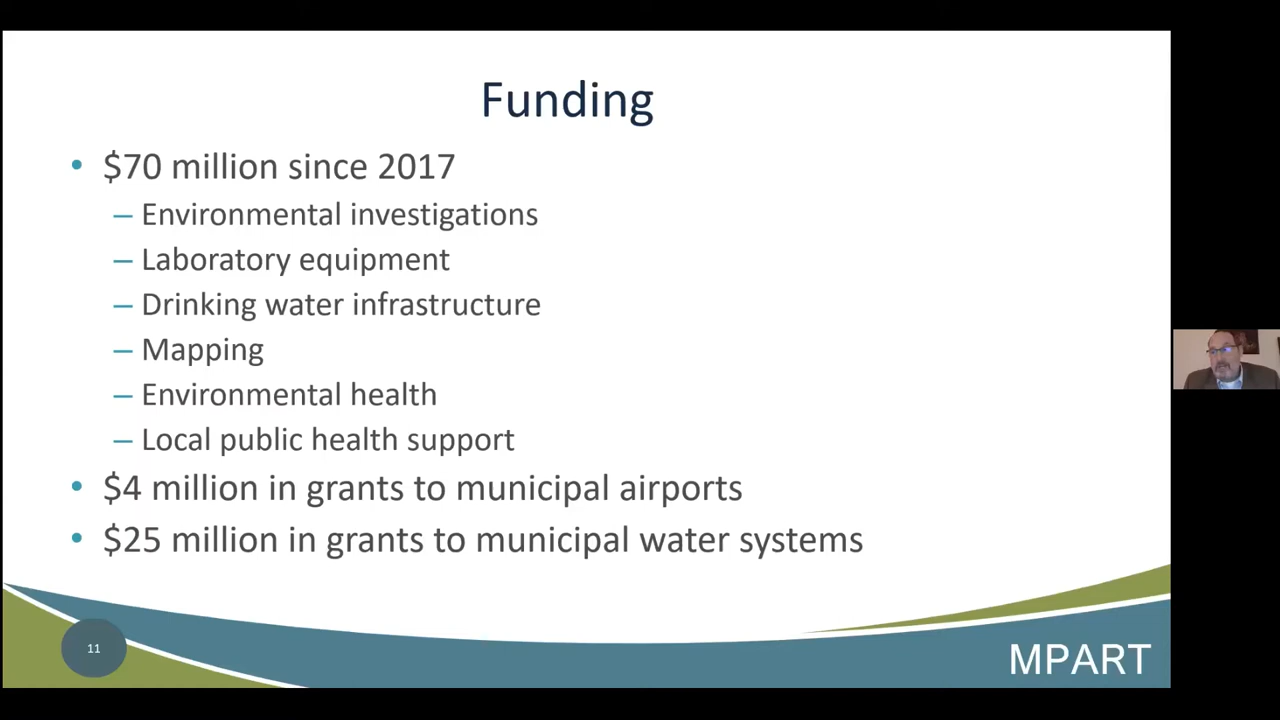 Funding
• $70 million since 2017
– Environmental investigations
– Laboratory equipment
– Drinking water infrastructure
– Mapping
– Environmental health
– Local public health support
• $4 million in grants to municipal airports
• $25 million in grants to municipal water systems
11
MPART